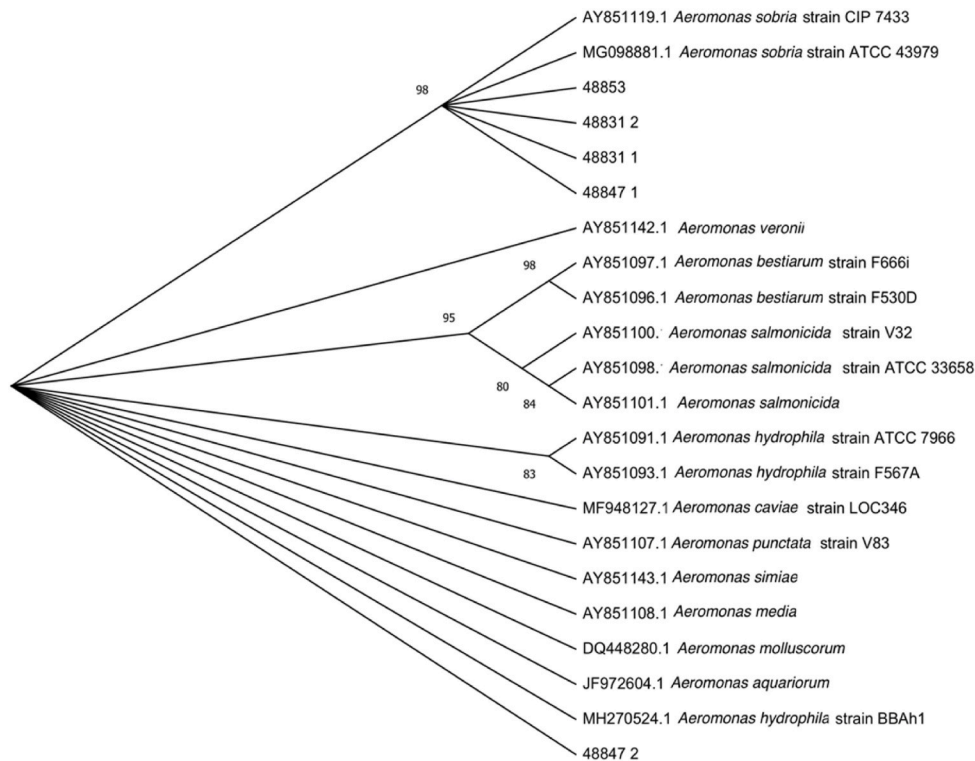 AY851119.1 Aeromonas sobria strain CIP 7433
MG098881.1 Aeromonas sobria strain ATCC 43979
98
48853
48831 2
48831 1
48847 1
AY851142.1 Aeromonas veronii
98
AY851097.1 Aeromonas bestiarum strain F666i
AY851096.1 Aeromonas bestiarum strain F530D
95
AY851100. Aeromonas salmonicida strain V32
AY851098. Aeromonas salmonicida strain ATCC 33658
80
84
AY851101.1 Aeromonas salmonicida
AY851091.1 Aeromonas hydrophila strain ATCC 7966
83
AY851093.1 Aeromonas hydrophila strain F567A
MF948127.1 Aeromonas caviae strain LOC346
AY851107.1 Aeromonas punctata strain V83
AY851143.1 Aeromonas simiae
AY851108.1 Aeromonas media
DQ448280.1 Aeromonas molluscorum
JF972604.1 Aeromonas aquariorum
MH270524.1 Aeromonas hydrophila strain BBAh1
48847 2